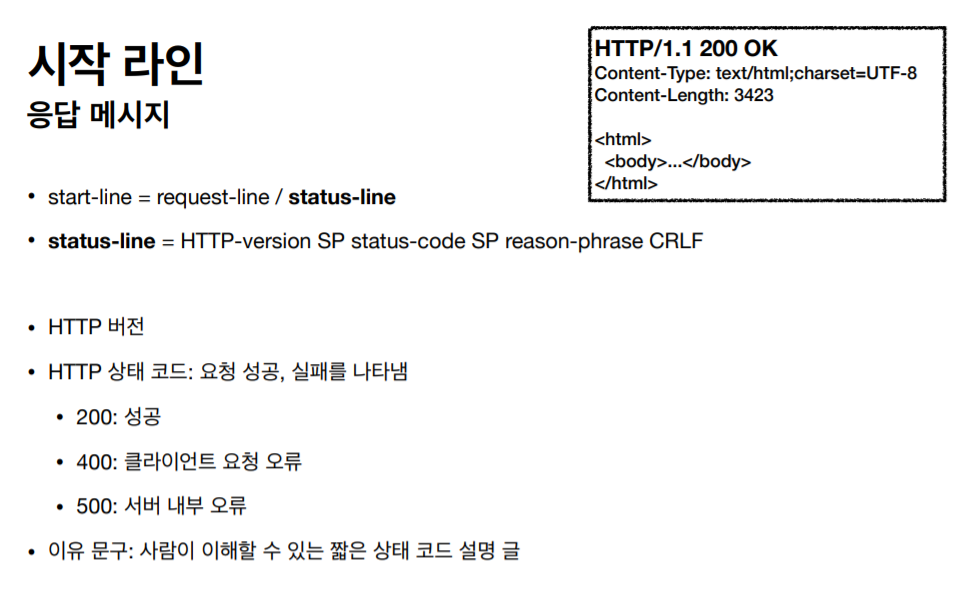 시작 라인
응답 메시지
HTTP/1.1 200 OK
Content-Type: text/html;charset=UTF-8
Content-Length: 3423
<html>
<body>...</body>
</html>
• start-line = request-line / status-line
• status-line = HTTP-version SP status-code SP reason-phrase CRLF
• HTTP 버전
• HTTP 상태 코드: 요청 성공, 실패를 나타냄
• 200: 성공
• 400: 클라이언트 요청 오류
• 500: 서버 내부 오류
• 이유 문구: 사람이 이해할 수 있는 짧은 상태 코드 설명 글